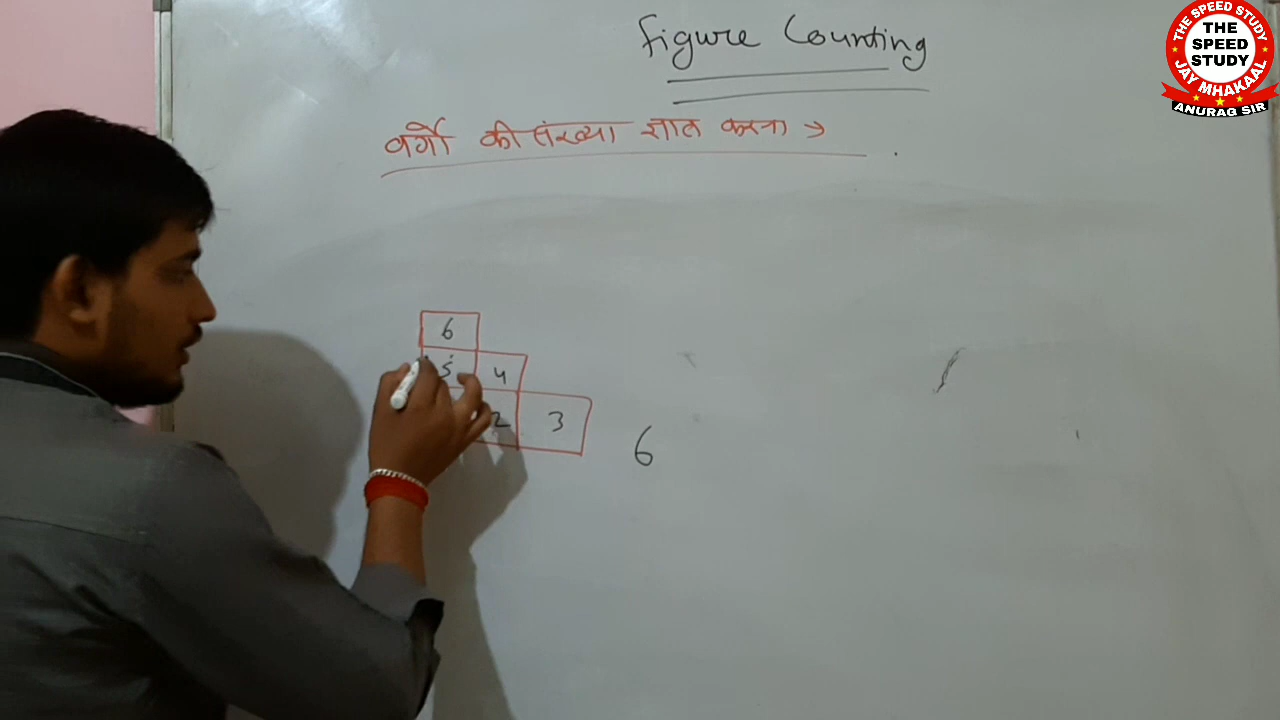 Figure Counting
THE SPEED STUDY
THE
SPEED
STUDY
JAY MHAKAAL
ANURAG SIR
वर्गो की संख्या ज्ञात करना →
6
5 4
2 3
6